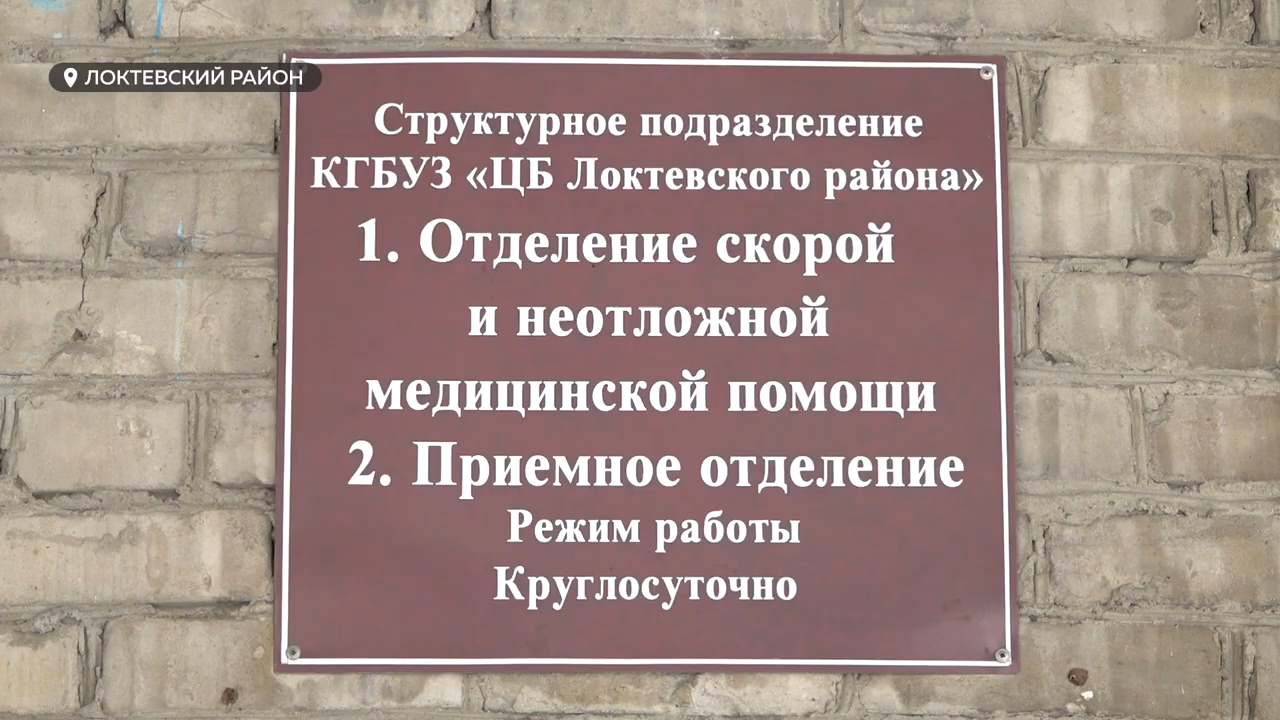 ЛОКТЕВСКИЙ РАЙОН
Структурное подразделение
КГБУЗ «ЦБ Локтевского района»
1. Отделение скорой
и неотложной
медицинской помощи
2. Приемное отделение
Режим работы
Круглосуточно